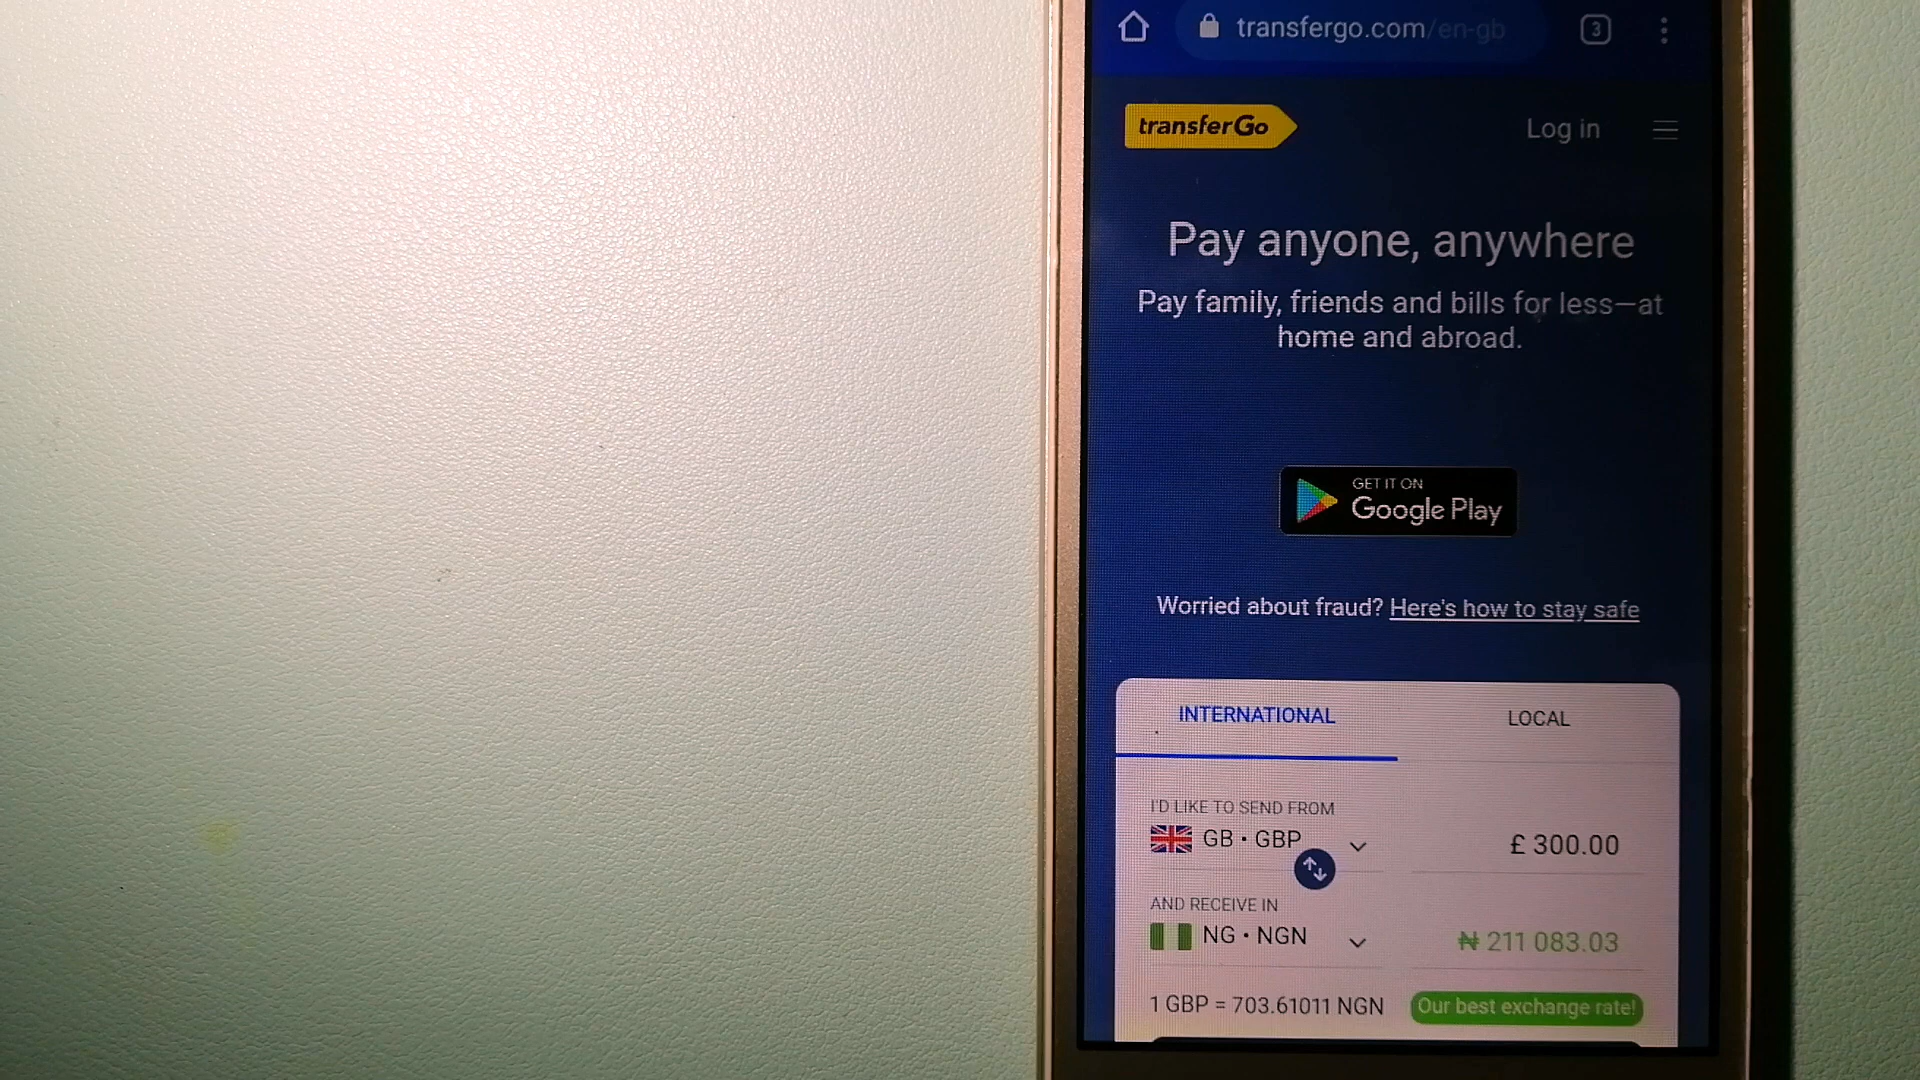 transfergo.com/en-gb
3
transferGo
Log in
Pay anyone, anywhere
Pay family, friends and bills for less—at
home and abroad.
GET IT ON
Google Play
Worried about fraud? Here's how to stay safe
INTERNATIONAL
LOCAL
I'D LIKE TO SEND FROM
GB • GBP
£ 300.00
AND RECEIVE IN
NG • NGN
₦ 211 083.03
1 GBP = 703.61011 NGN
Our best exchange rate!